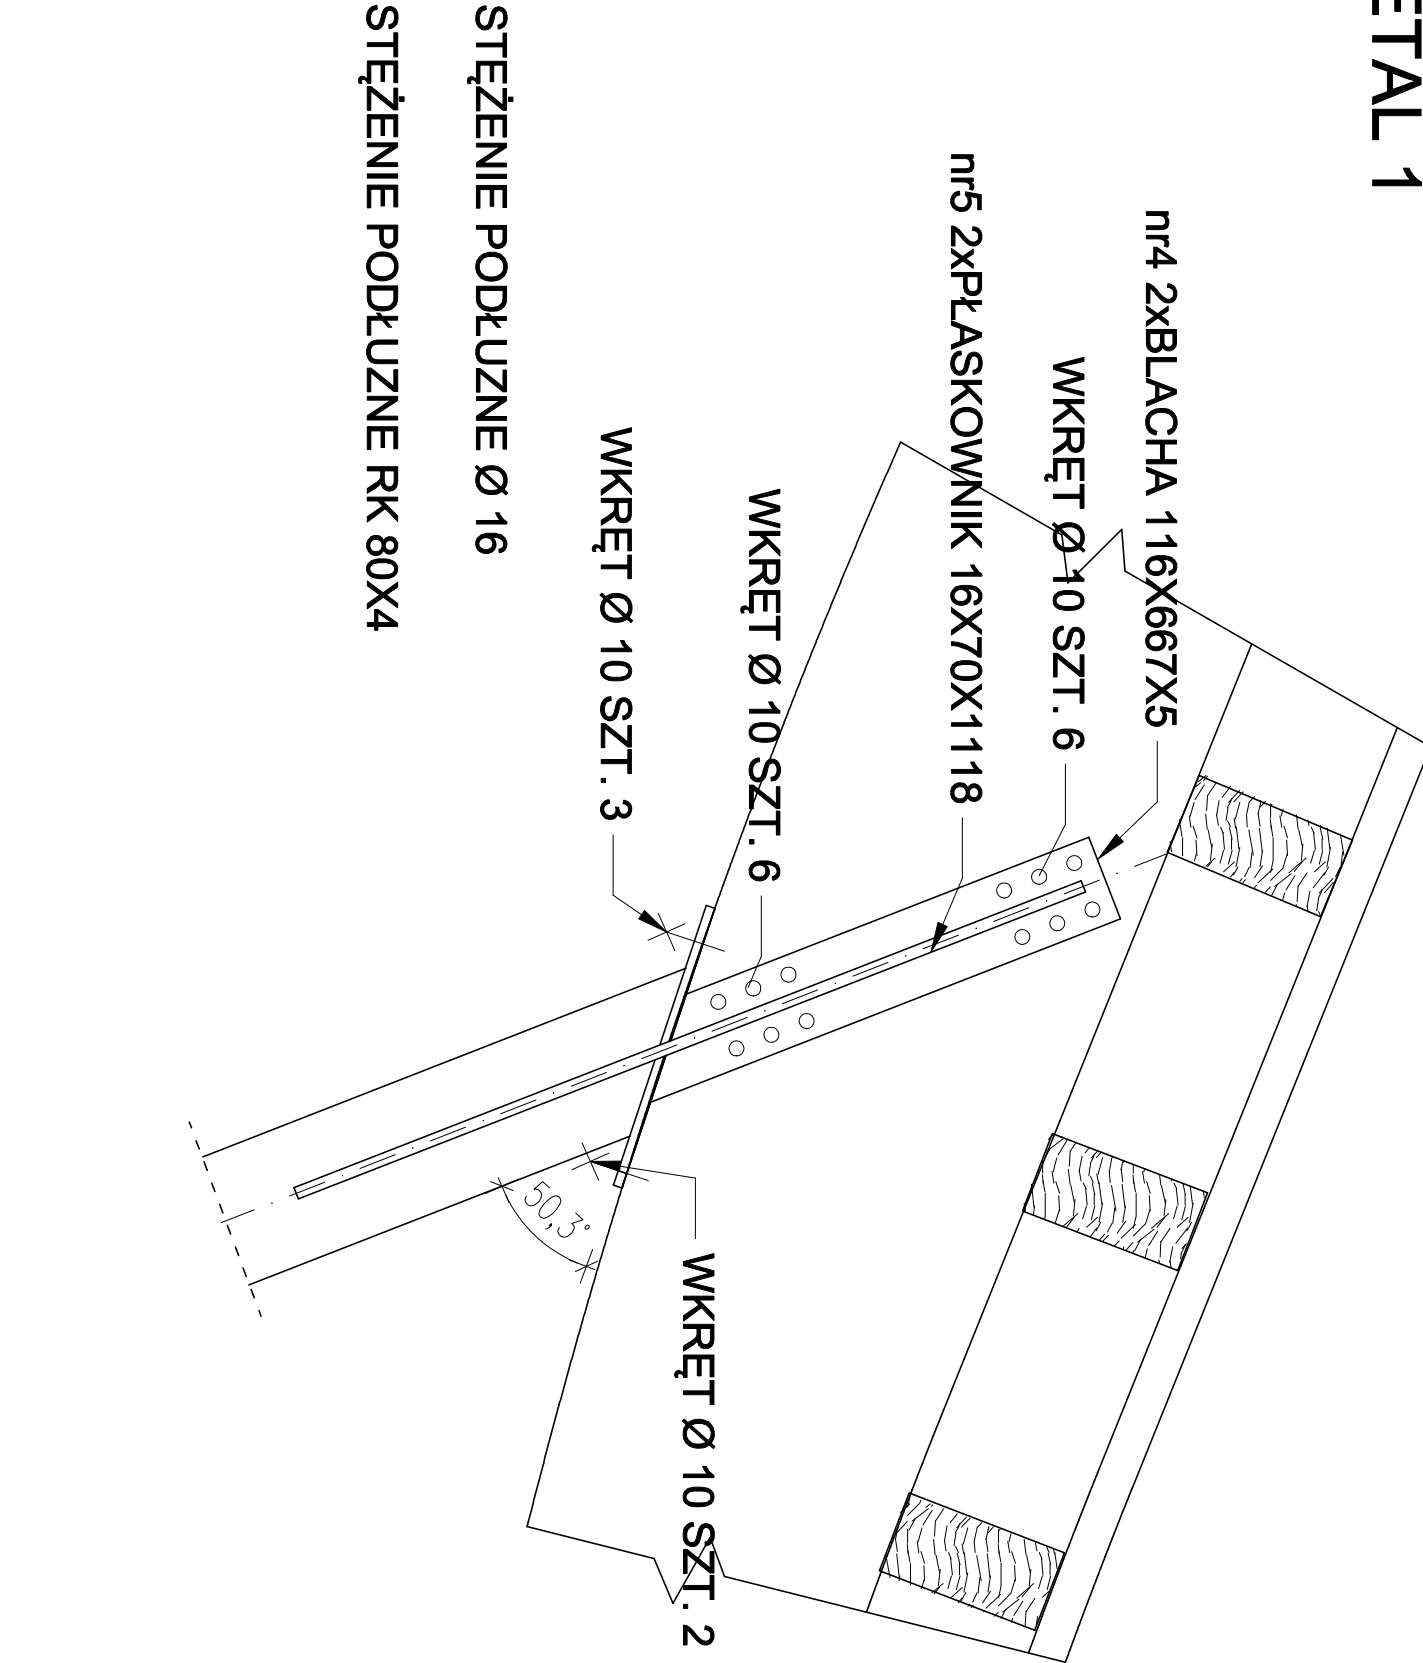 ETAL 1
nr4 2xBLACHA 116X667X5
WKRĘT Ø 10 SZT. 6
nr5 2xPŁASKOWNIK 16X70X1118
WKRĘT Ø 10 SZT. 6
WKRĘT Ø 10 SZT. 2
WKRĘT Ø 10 SZT. 3
50,3°
STĘŻENIE PODŁUZNE Ø 16
STĘŻENIE PODŁUZNE RK 80X4